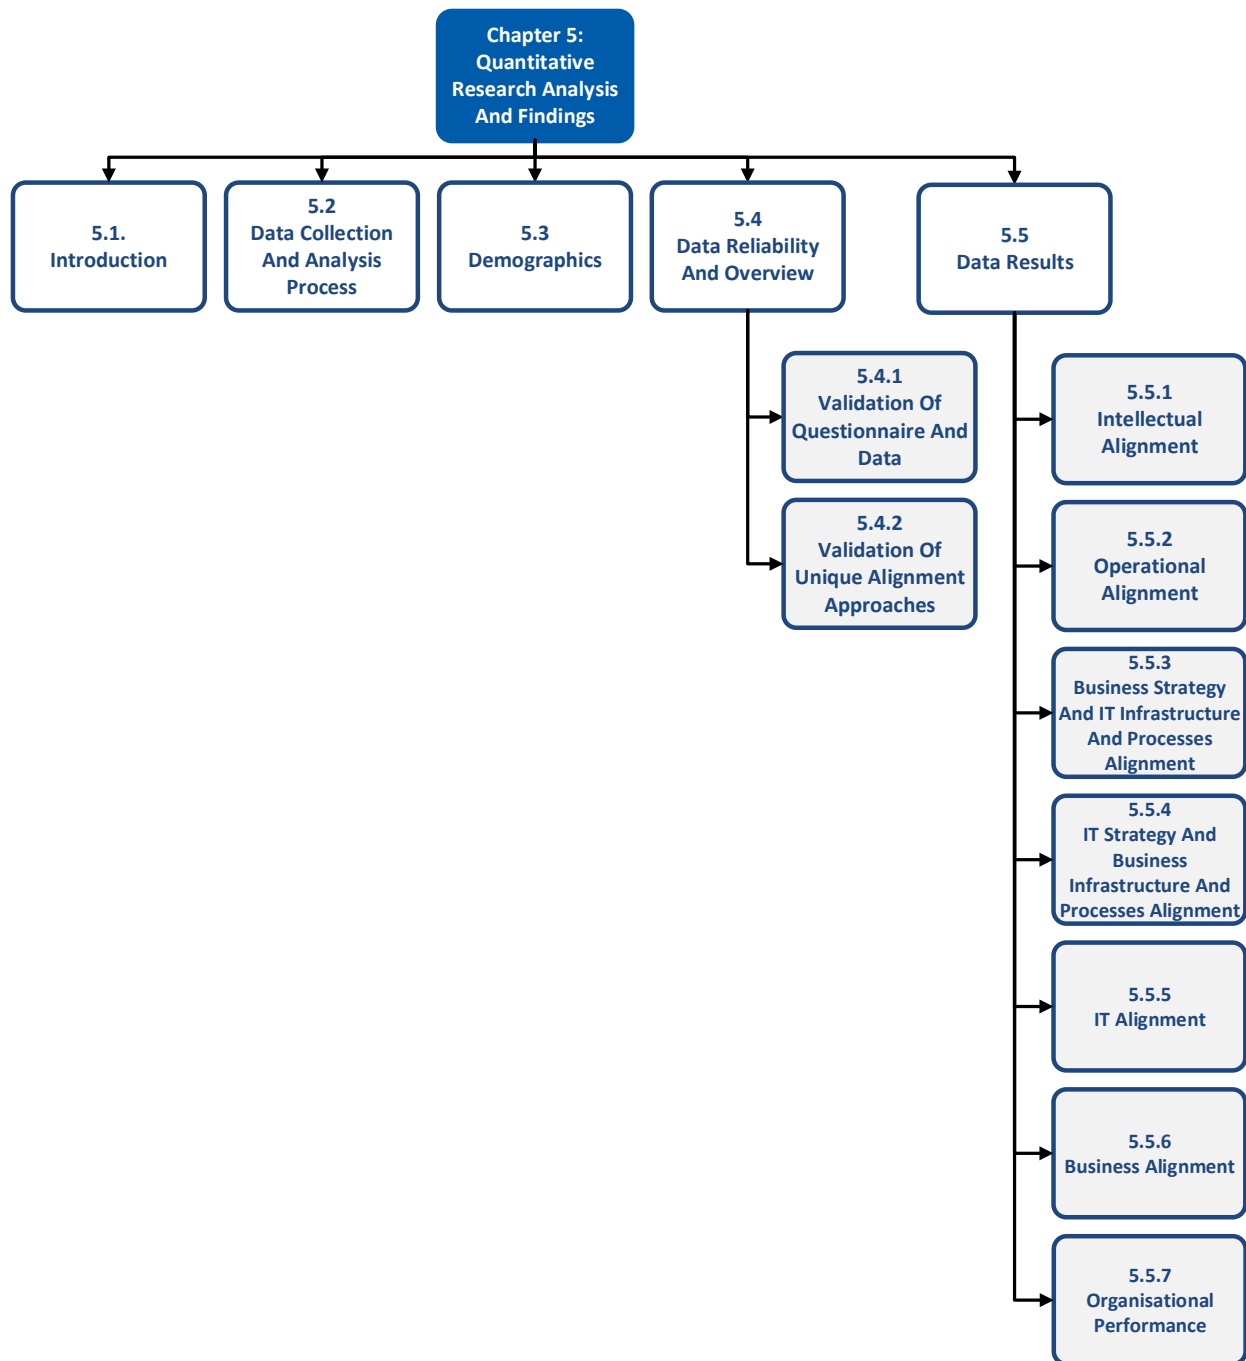 Chapter 5:
Quantitative
Research Analysis
And Findings
5.1.
Introduction
5.2
Data Collection
And Analysis
Process
5.3
Demographics
5.4
Data Reliability
And Overview
5.5
Data Results
5.4.1
Validation Of
Questionnaire And
Data
5.4.2
Validation Of
Unique Alignment
Approaches
5.5.1
Intellectual
Alignment
5.5.2
Operational
Alignment
5.5.3
Business Strategy
And IT Infrastructure
And Processes
Alignment
5.5.4
IT Strategy And
Business
Infrastructure And
Processes Alignment
5.5.5
IT Alignment
5.5.6
Business Alignment
5.5.7
Organisational
Performance